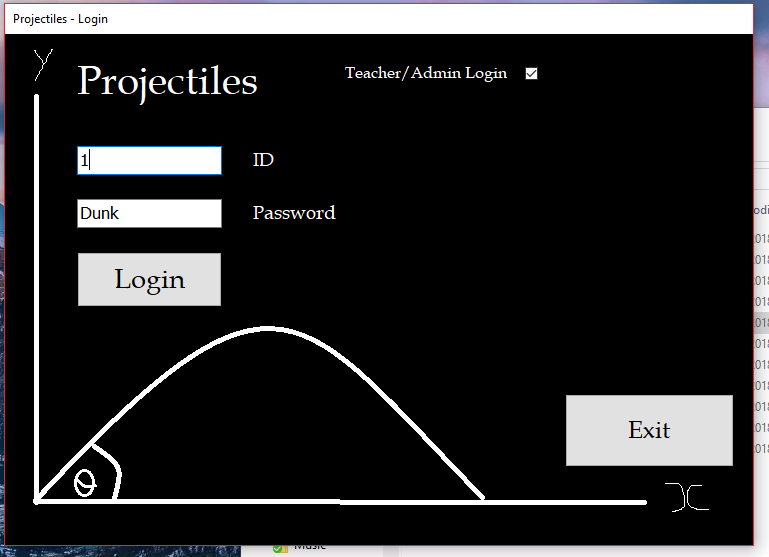 Projectiles - Login
y
Projectiles
Teacher/Admin Login
1
ID
Dunk
Password
Login
Exit
θ
x
Music